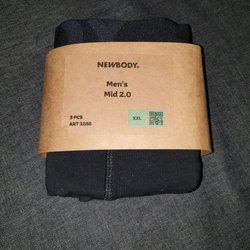 NEWBODY.
Men's
Mid 2.0
3 PCS
ART 3288
XXL